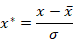 x* = (x − x̄) / σ